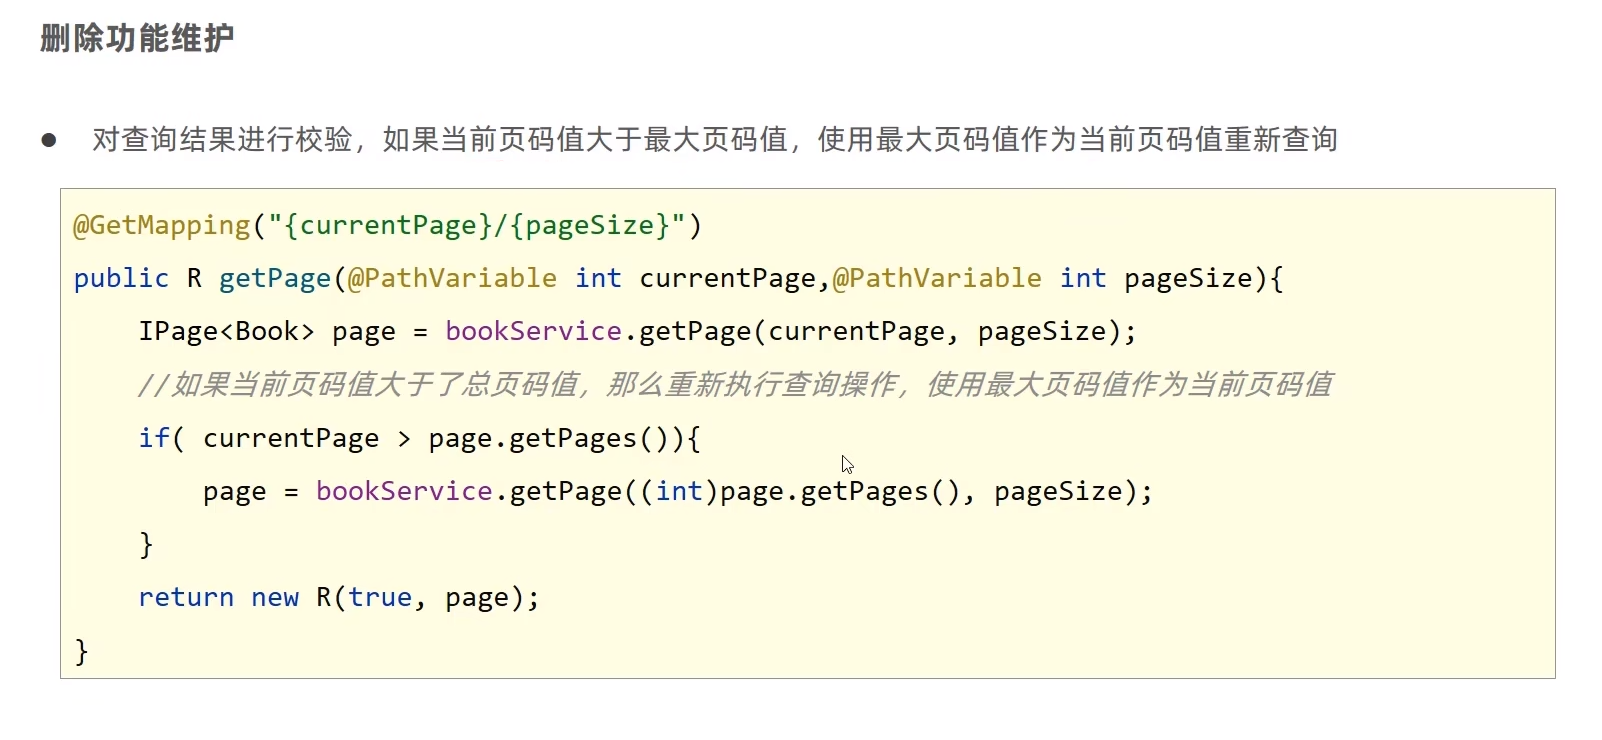 删除功能维护
● 对查询结果进行校验，如果当前页码值大于最大页码值，使用最大页码值作为当前页码值重新查询
@GetMapping("{currentPage}/{pageSize}")
public R getPage(@PathVariable int currentPage,@PathVariable int pageSize){
    IPage<Book> page = bookService.getPage(currentPage, pageSize);
    //如果当前页码值大于了总页码值，那么重新执行查询操作，使用最大页码值作为当前页码值
    if( currentPage > page.getPages()){
        page = bookService.getPage((int)page.getPages(), pageSize);
    }
    return new R(true, page);
}